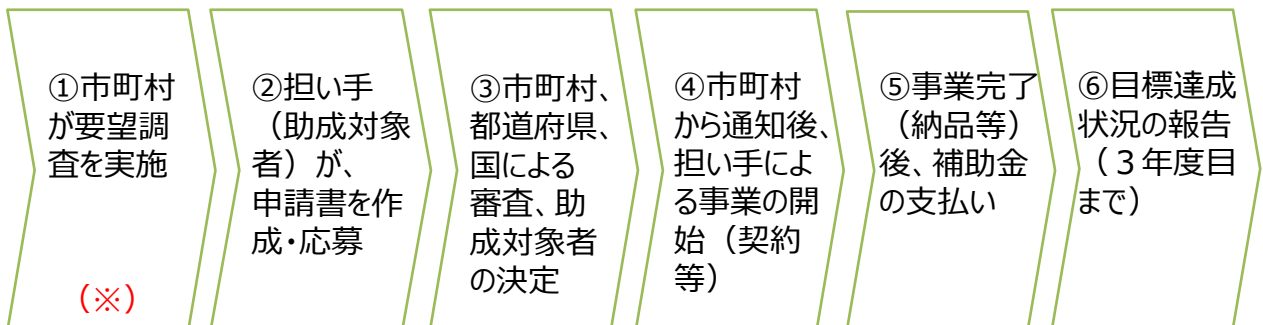 ①市町村
が要望調
査を実施
（※）
②担い手
（助成対象
者）が、
申請書を作
成・応募
③市町村、
都道府県、
国による
審査、助
成対象者
の決定
④市町村
から通知後、
担い手によ
る事業の開
始（契約
等）
⑤事業完了
（納品等）
後、補助金
の支払い
⑥目標達成
状況の報告
（３年度目
まで）